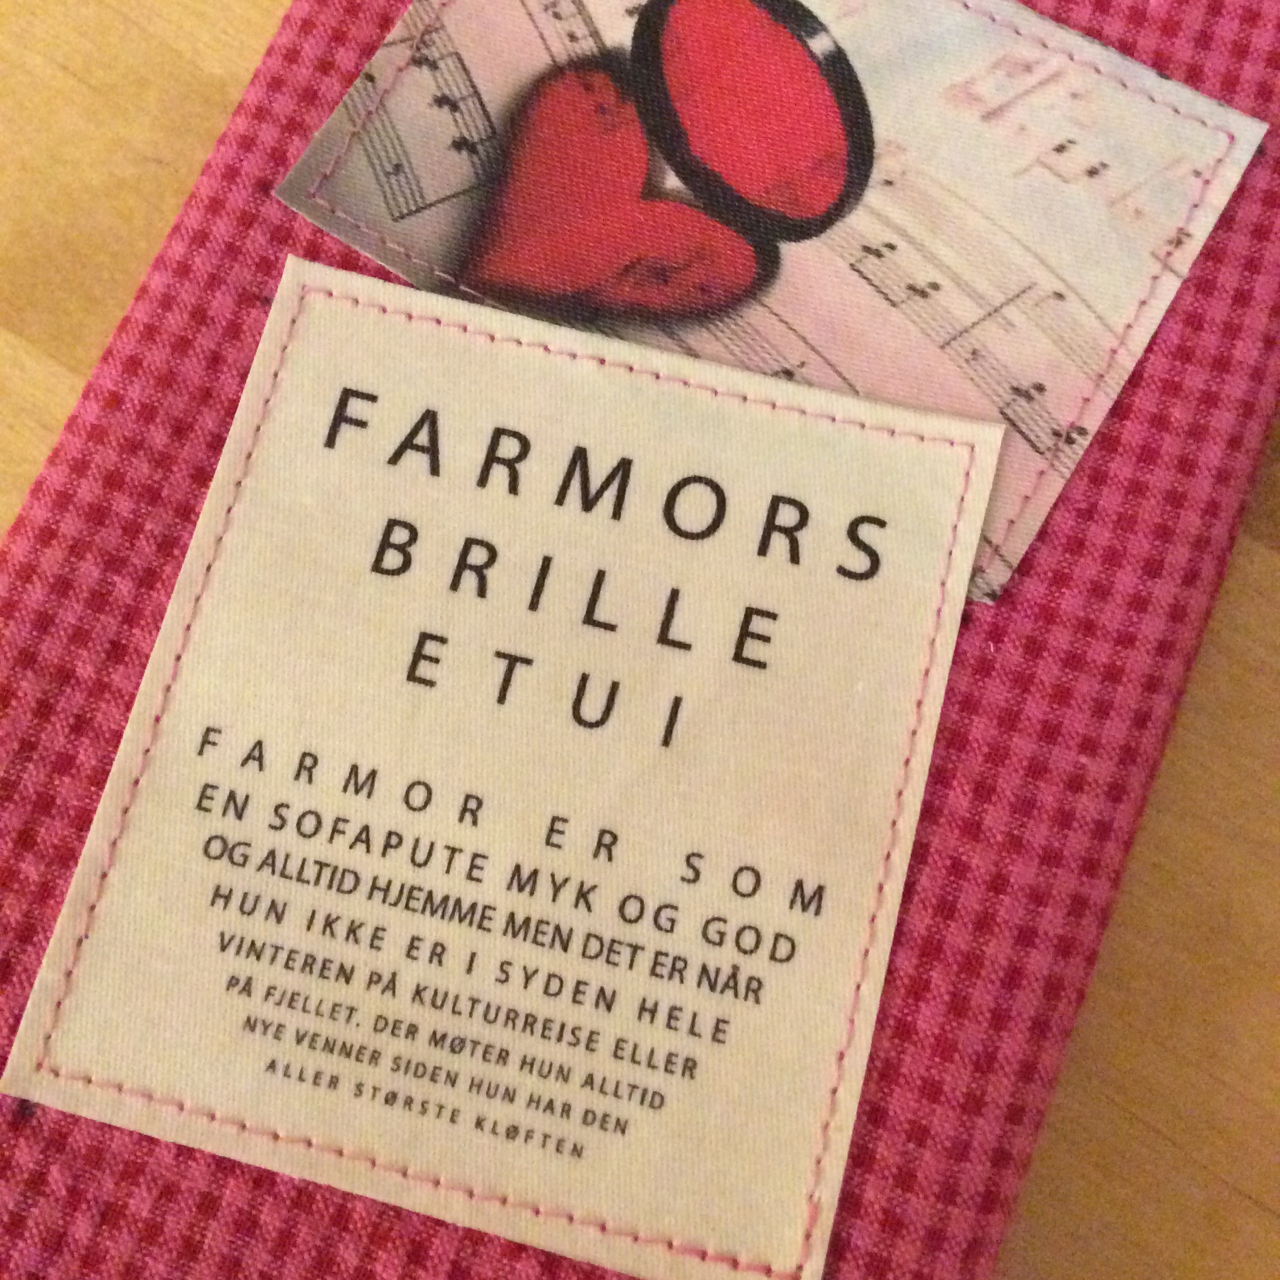 FARMORS
BRILLE
ETUI
FARMOR ER SOM
EN SOFAPUTE MYK OG GOD
OG ALLTID HJEMME MEN DET ER NÅR
HUN IKKE ER I SYDEN HELE
VINTEREN PÅ KULTURREISE ELLER
PÅ FJELLET. DER MØTER HUN ALLTID
NYE VENNER SIDEN HUN HAR DEN
ALLER STØRSTE KLØFTEN